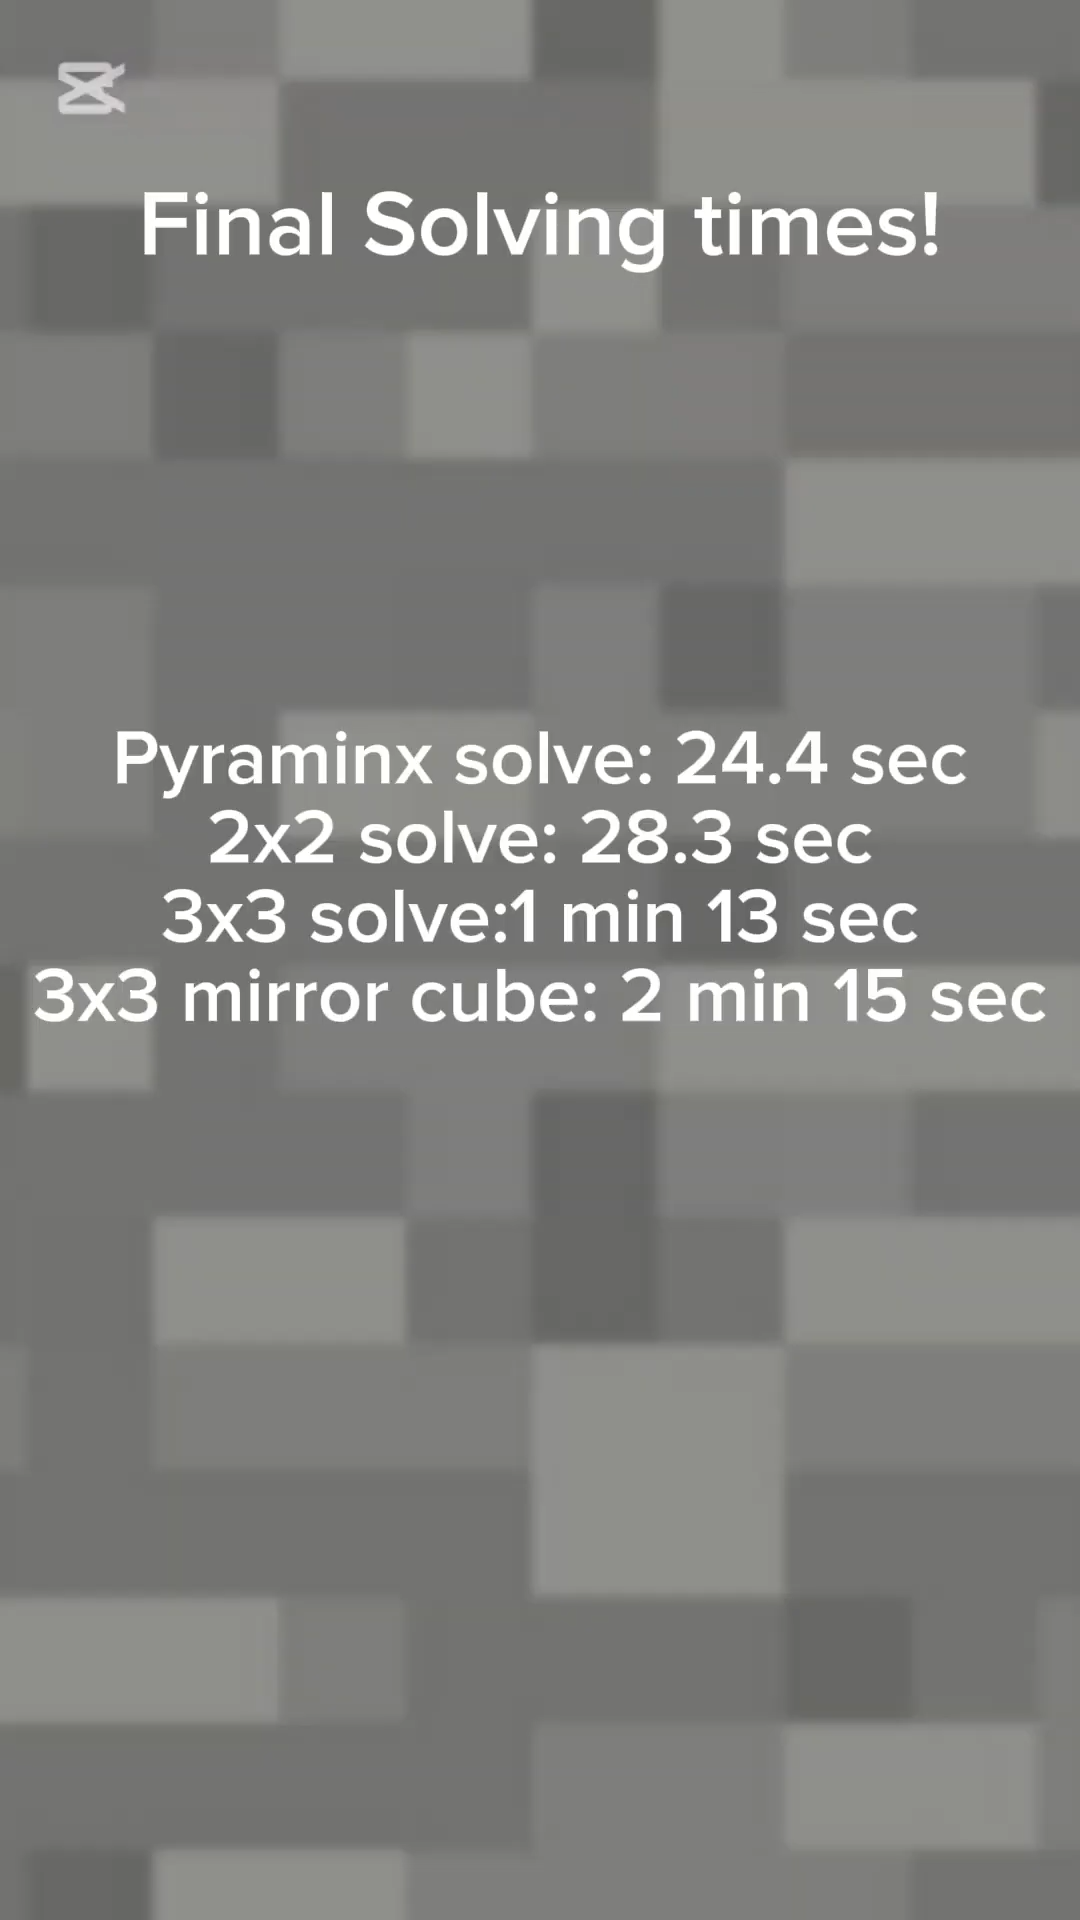 Final Solving times!
Pyraminx solve: 24.4 sec
2x2 solve: 28.3 sec
3x3 solve:1 min 13 sec
3x3 mirror cube: 2 min 15 sec